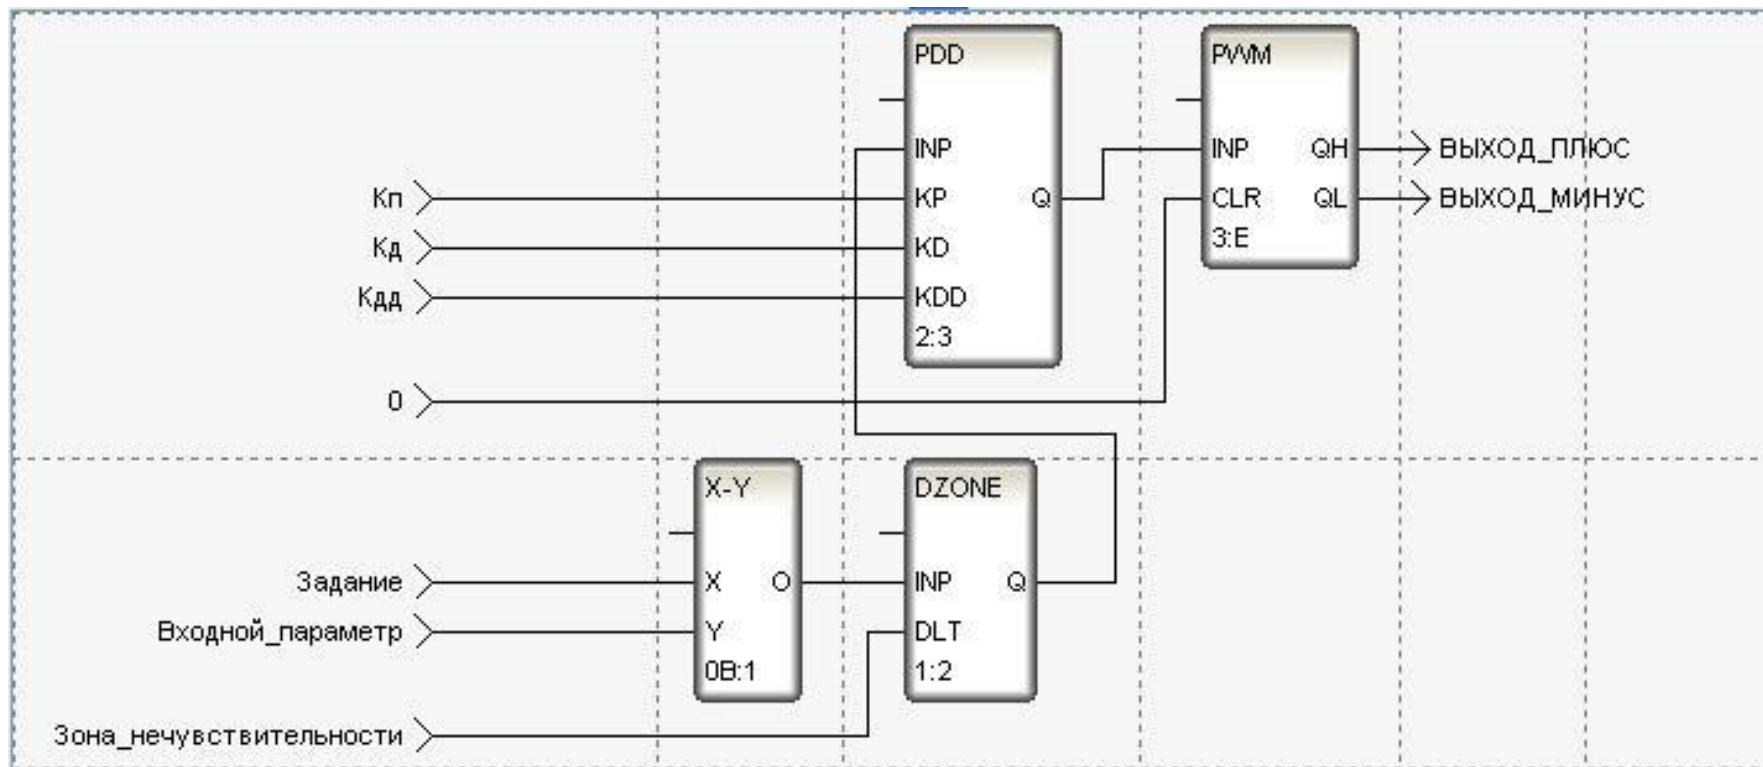 PDD
PWM
INP
INP
QH
ВЫХОД_ПЛЮС
Кп
KP
Q
CLR
QL
ВЫХОД_МИНУС
Кд
KD
3:E
Кдд
KDD
2:3
0
X-Y
DZONE
Задание
X
O
INP
Q
Входной_параметр
Y
DLT
0B:1
1:2
Зона_нечувствительности